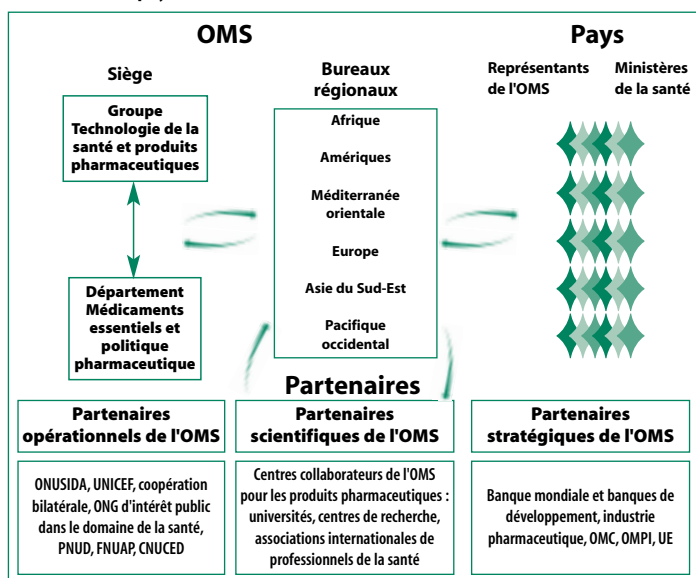 OMS
Pays
Siège
Bureaux
régionaux
Représentants
de l'OMS
Ministères
de la santé
Groupe
Technologie de la
santé et produits
pharmaceutiques
Afrique
Amériques
Méditerranée
orientale
Europe
Asie du Sud-Est
Pacifique
occidental
Département
Médicaments
essentiels et
politique
pharmaceutique
Partenaires
Partenaires
opérationnels de l'OMS
Partenaires
scientifiques de l'OMS
Partenaires
stratégiques de l'OMS
ONUSIDA, UNICEF, coopération
bilatérale, ONG d'intérêt public
dans le domaine de la santé,
PNUD, FNUAP, CNUCED
Centres collaborateurs de l'OMS
pour les produits pharmaceutiques :
universités, centres de recherche,
associations internationales de
professionnels de la santé
Banque mondiale et banques de
développement, industrie
pharmaceutique, OMC, OMPI, UE